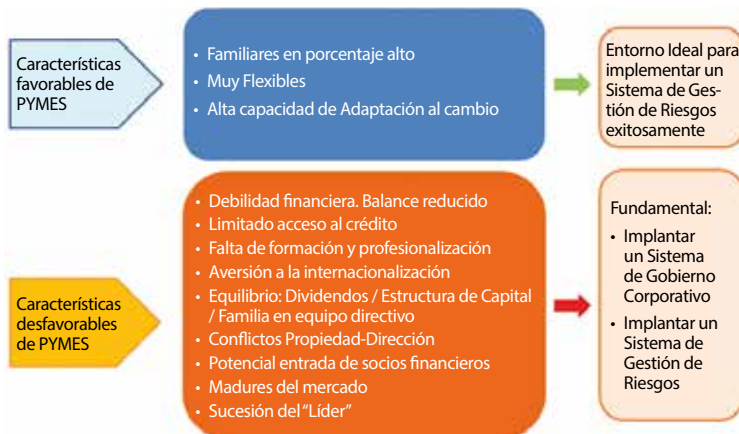 Características
favorables de
PYMES
• Familiares en porcentaje alto
• Muy Flexibles
• Alta capacidad de Adaptación al cambio
Entorno Ideal para
implementar un
Sistema de Ges-
tión de Riesgos
exitosamente
Características
desfavorables
de PYMES
• Debilidad financiera. Balance reducido
• Limitado acceso al crédito
• Falta de formación y profesionalización
• Aversión a la internacionalización
• Equilibrio: Dividendos / Estructura de Capital
/ Familia en equipo directivo
• Conflictos Propiedad-Dirección
• Potencial entrada de socios financieros
• Madures del mercado
• Sucesión del "Líder"
Fundamental:
• Implantar
un Sistema
de Gobierno
Corporativo
• Implantar un
Sistema de
Gestión de
Riesgos